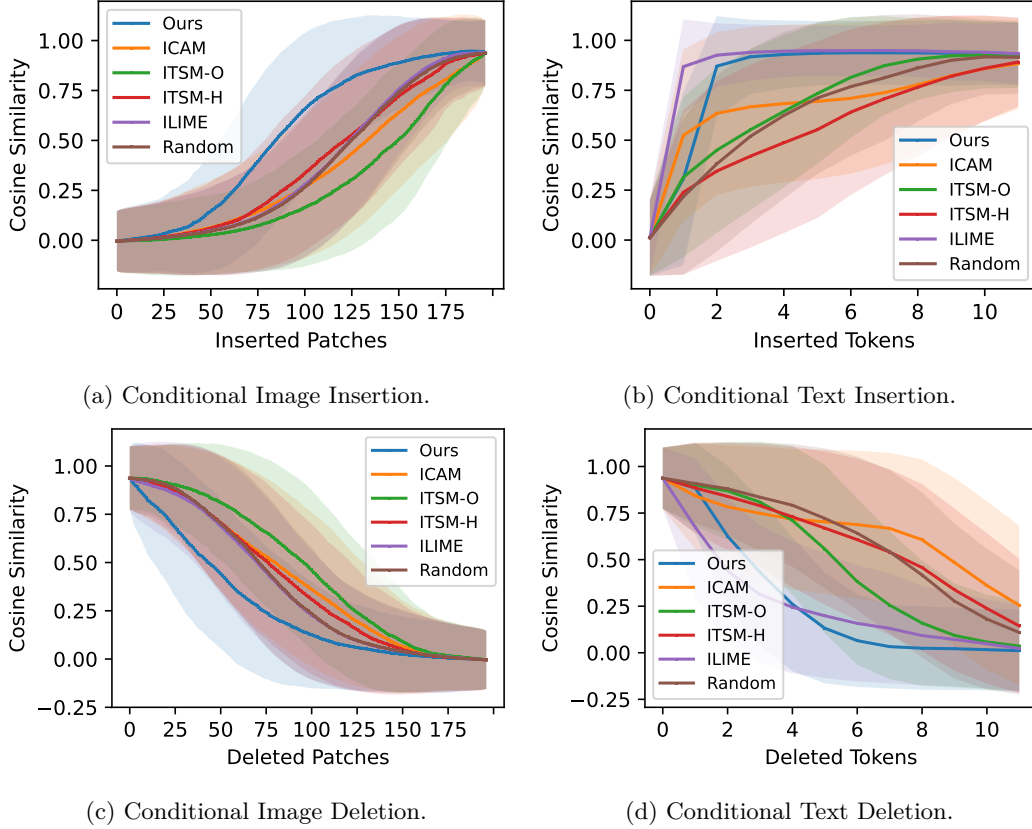 Ours
ICAM
ITSM-O
ITSM-H
ILIME
Random
1.00
0.75
0.50
0.25
0.00
Cosine Similarity
0 25 50 75 100 125 150 175
Inserted Patches
(a) Conditional Image Insertion.
1.00
0.75
0.50
0.25
0.00
Cosine Similarity
Ours
ICAM
ITSM-O
ITSM-H
ILIME
Random
0 2 4 6 8 10
Inserted Tokens
(b) Conditional Text Insertion.
Ours
ICAM
ITSM-O
ITSM-H
ILIME
Random
1.00
0.75
0.50
0.25
0.00
−0.25
Cosine Similarity
0 25 50 75 100 125 150 175
Deleted Patches
(c) Conditional Image Deletion.
1.00
0.75
0.50
0.25
0.00
−0.25
Cosine Similarity
Ours
ICAM
ITSM-O
ITSM-H
ILIME
Random
0 2 4 6 8 10
Deleted Tokens
(d) Conditional Text Deletion.